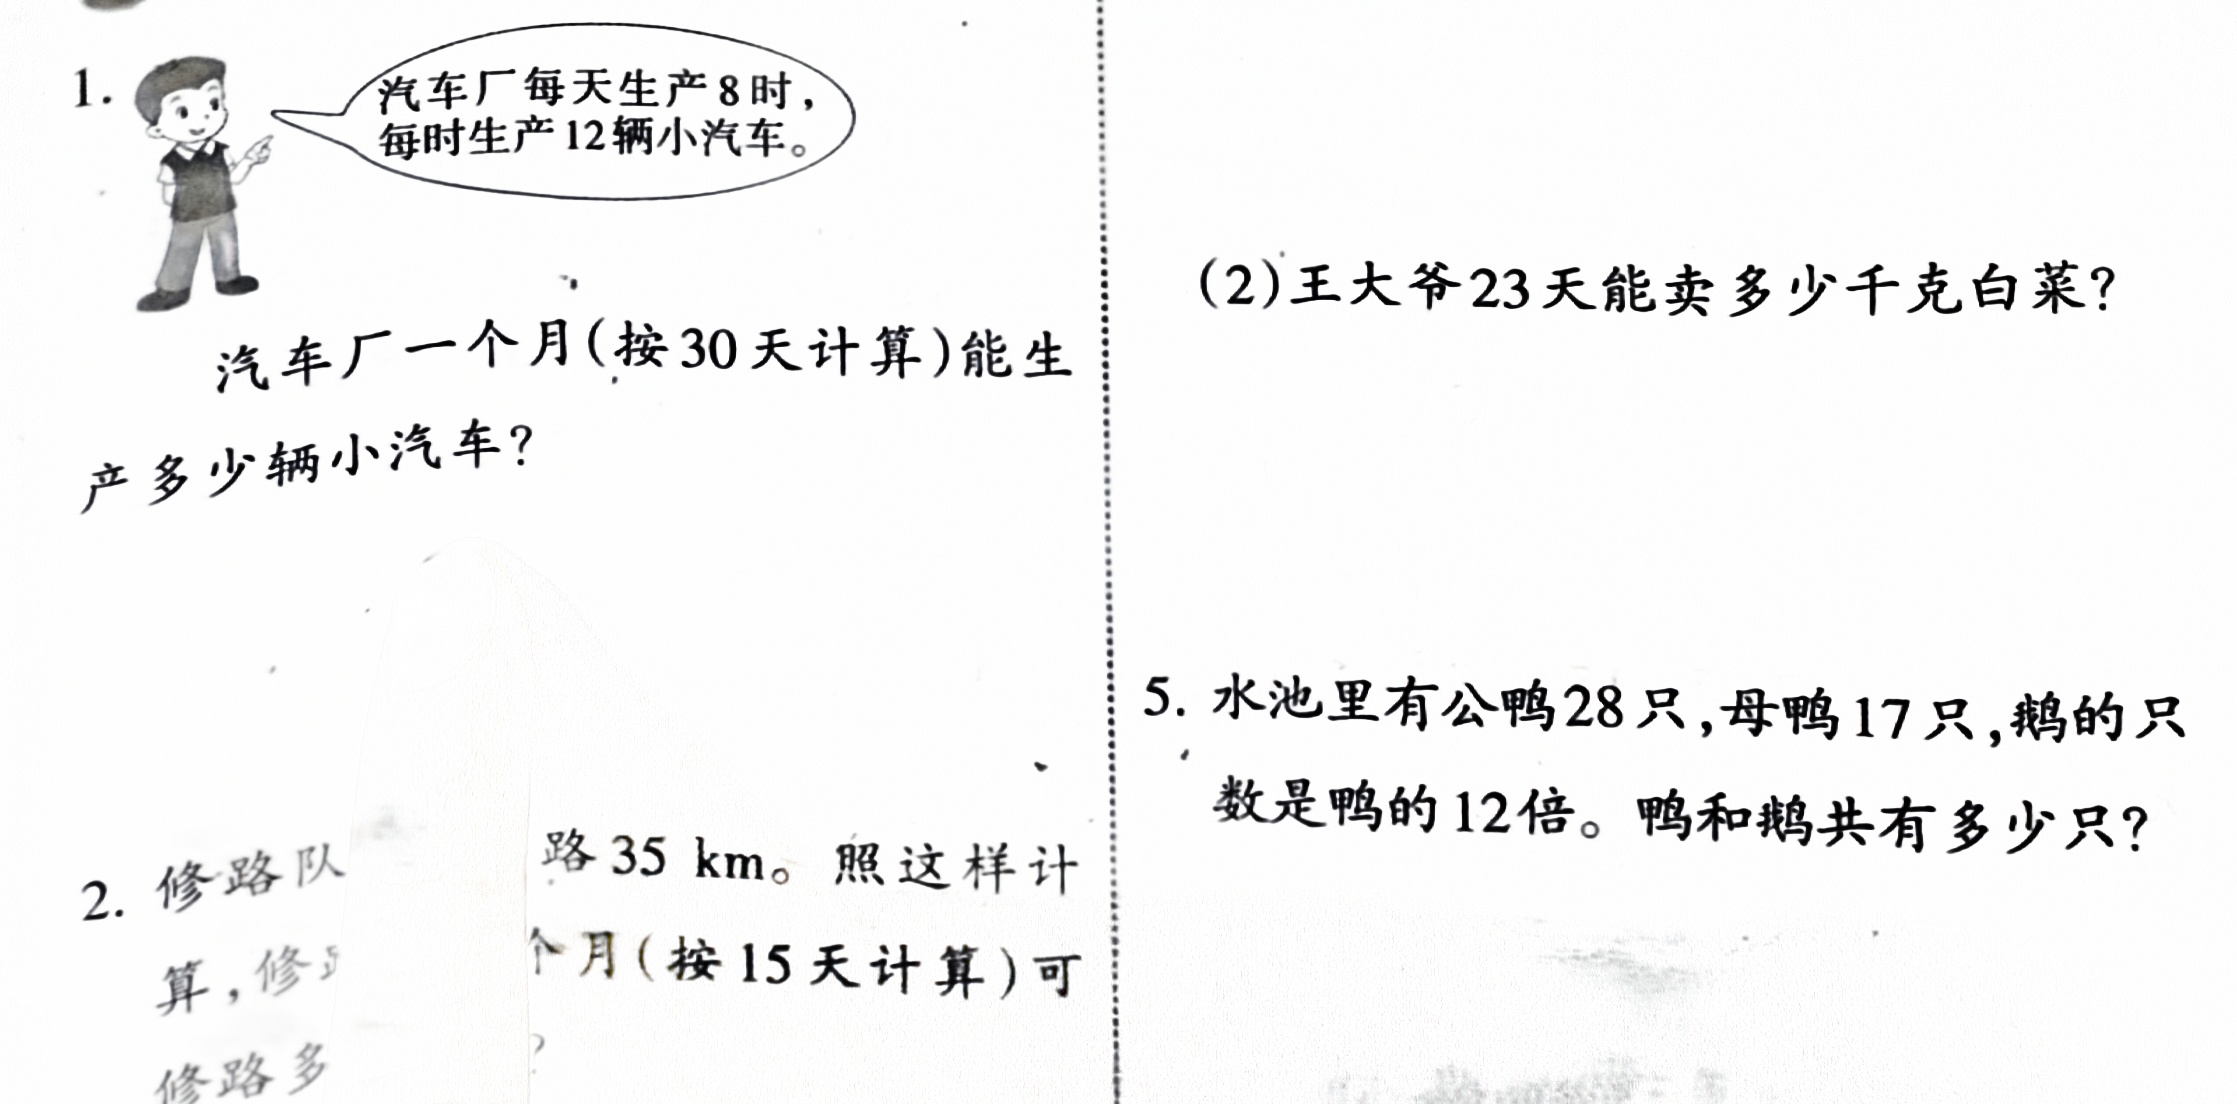 1.
汽车厂每天生产8时，
每时生产12辆小汽车。
汽车厂一个月(按30天计算)能生
产多少辆小汽车?
2. 修路队 路35 km。照这样计
算,修 个月(按15天计算)可
修路多 ?
(2)王大爷23天能卖多少千克白菜?
5. 水池里有公鸭28只,母鸭17只,鹅的只
数是鸭的12倍。鸭和鹅共有多少只?